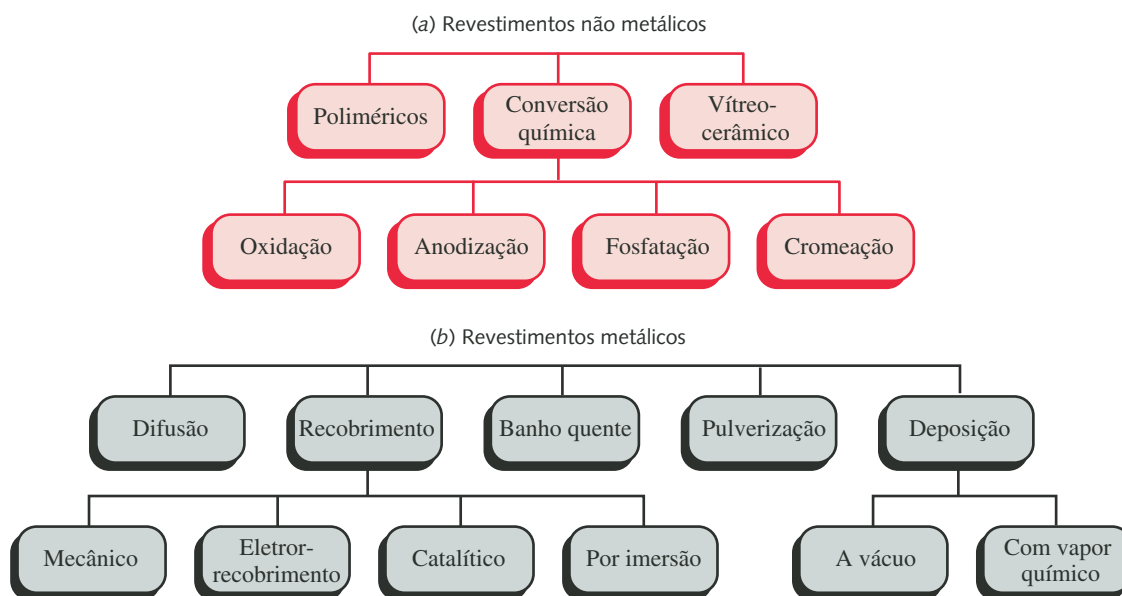 (a) Revestimentos não metálicos
Poliméricos
Conversão
química
Vítreo-
cerâmico
Oxidação
Anodização
Fosfatação
Cromeação
(b) Revestimentos metálicos
Difusão
Recobrimento
Banho quente
Pulverização
Deposição
Mecânico
Eletror-
recobrimento
Catalítico
Por imersão
A vácuo
Com vapor
químico